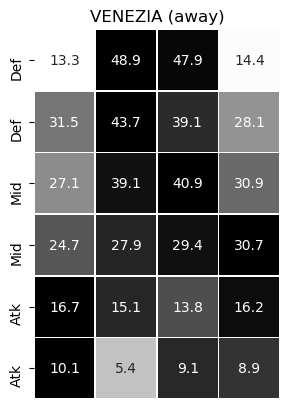 VENEZIA (away)
Def 13.3 48.9 47.9 14.4
Def 31.5 43.7 39.1 28.1
Mid 27.1 39.1 40.9 30.9
Mid 24.7 27.9 29.4 30.7
Atk 16.7 15.1 13.8 16.2
Atk 10.1 5.4 9.1 8.9